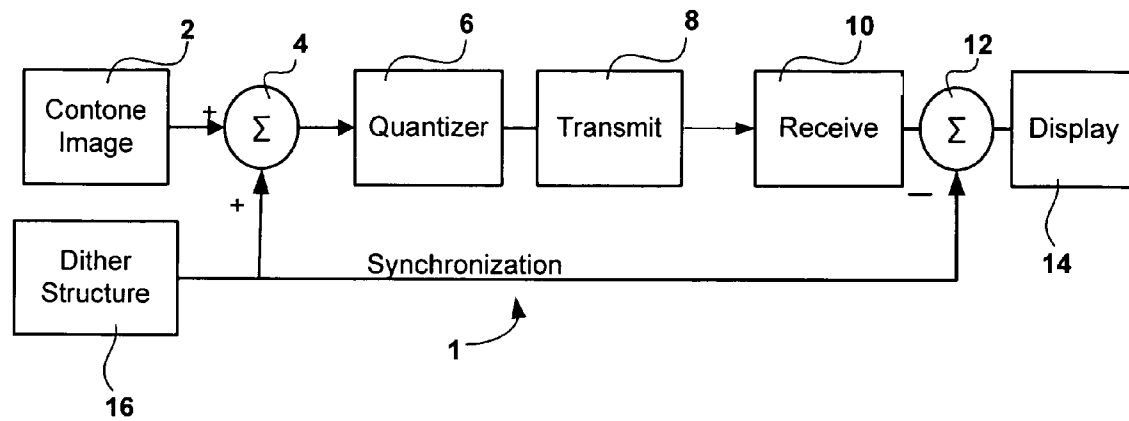 2
4
6
8
10
12
Contone
Image
+
Σ
Quantizer
Transmit
Receive
Σ
Display
+
−
Dither
Structure
Synchronization
14
1
16